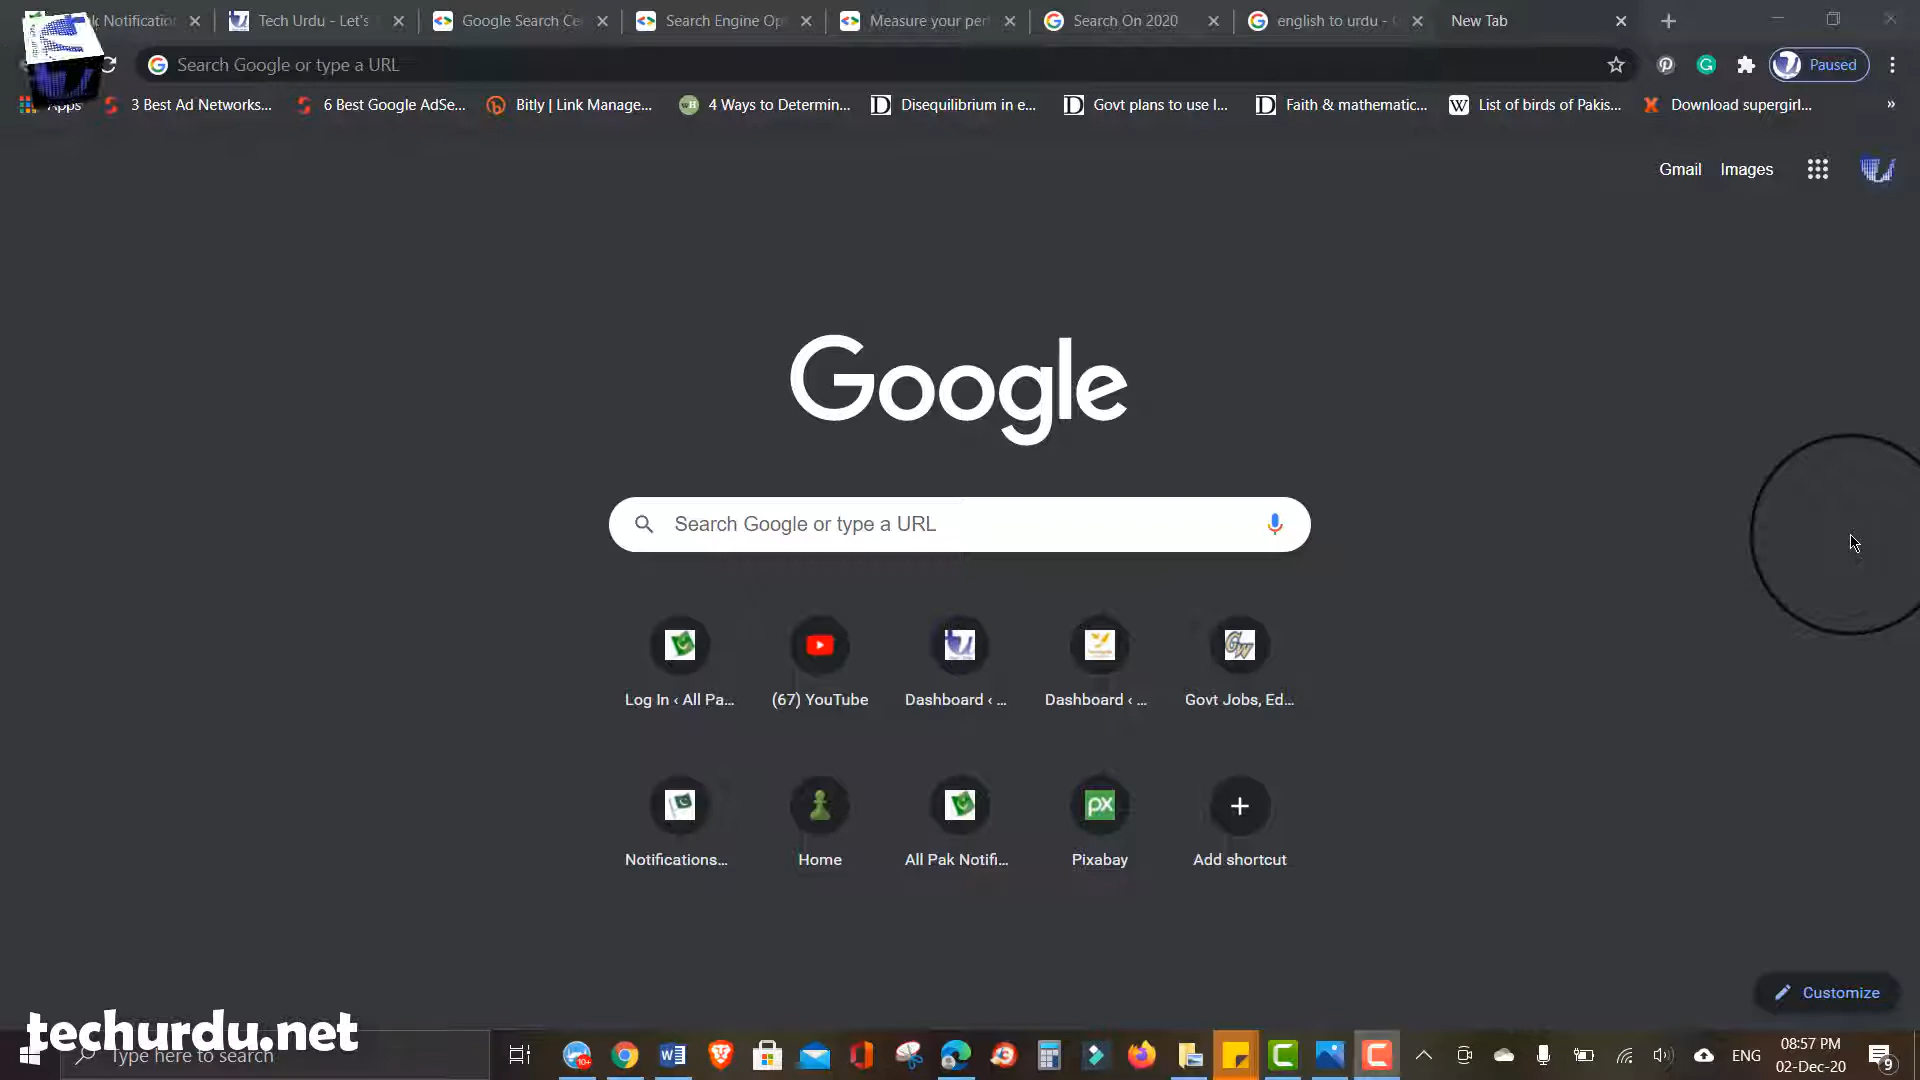 Notification
Tech Urdu - Let's
Google Search Ce
Search Engine Op
Measure your per
Search On 2020
english to urdu -
New Tab
Search Google or type a URL
Paused
Apps
3 Best Ad Networks...
6 Best Google AdSe...
Bitly | Link Manage...
4 Ways to Determin...
Disequilibrium in e...
Govt plans to use I...
Faith & mathematic...
List of birds of Pakis...
Download supergirl...
»
Gmail Images
Google
Search Google or type a URL
Log In ‹ All Pa...
(67) YouTube
Dashboard ‹ ...
Dashboard ‹ ...
Govt Jobs, Ed...
Notifications...
Home
All Pak Notifi...
Pixabay
Add shortcut
Customize
techurdu.net
Type here to search
ENG
08:57 PM
02-Dec-20
9